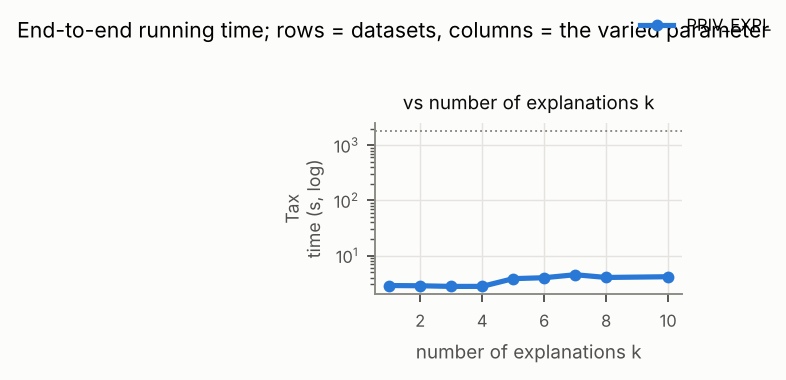 End-to-end running time; rows = datasets, columns = the varied parameter
PRIV_EXPL
vs number of explanations k
Tax
time (s, log)
10³
10²
10¹
2 4 6 8 10
number of explanations k